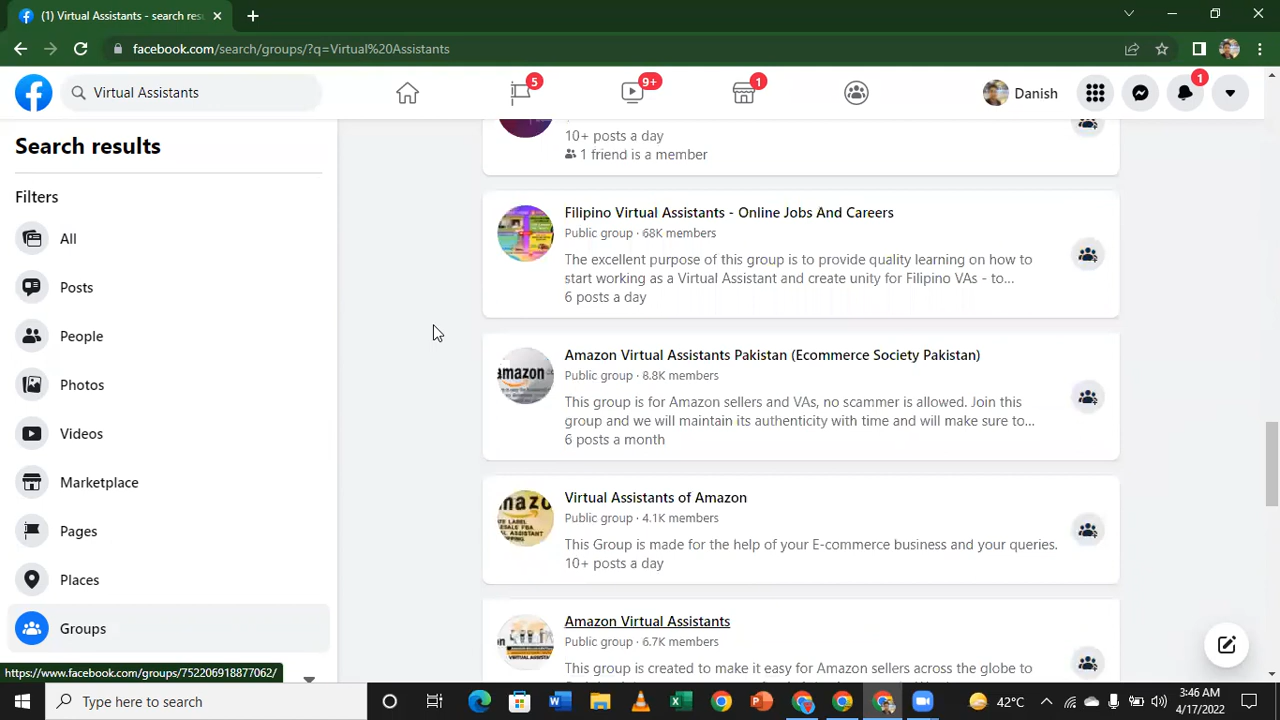 (1) Virtual Assistants - search res
facebook.com/search/groups/?q=Virtual%20Assistants
Virtual Assistants
5
9+
1
Danish
1
Search results
Filters
All
Posts
People
Photos
Videos
Marketplace
Pages
Places
Groups
10+ posts a day
1 friend is a member
Filipino Virtual Assistants - Online Jobs And Careers
Public group · 68K members
The excellent purpose of this group is to provide quality learning on how to
start working as a Virtual Assistant and create unity for Filipino VAs - to...
6 posts a day
amazon
Amazon Virtual Assistants Pakistan (Ecommerce Society Pakistan)
Public group · 8.8K members
This group is for Amazon sellers and VAs, no scammer is allowed. Join this
group and we will maintain its authenticity with time and will make sure to...
6 posts a month
Virtual Assistants of Amazon
Public group · 4.1K members
This Group is made for the help of your E-commerce business and your queries.
10+ posts a day
Amazon Virtual Assistants
Public group · 6.7K members
This group is created to make it easy for Amazon sellers across the globe to
https://www.facebook.com/groups/752206918877062/
Type here to search
42°C
3:46 AM
4/17/2022